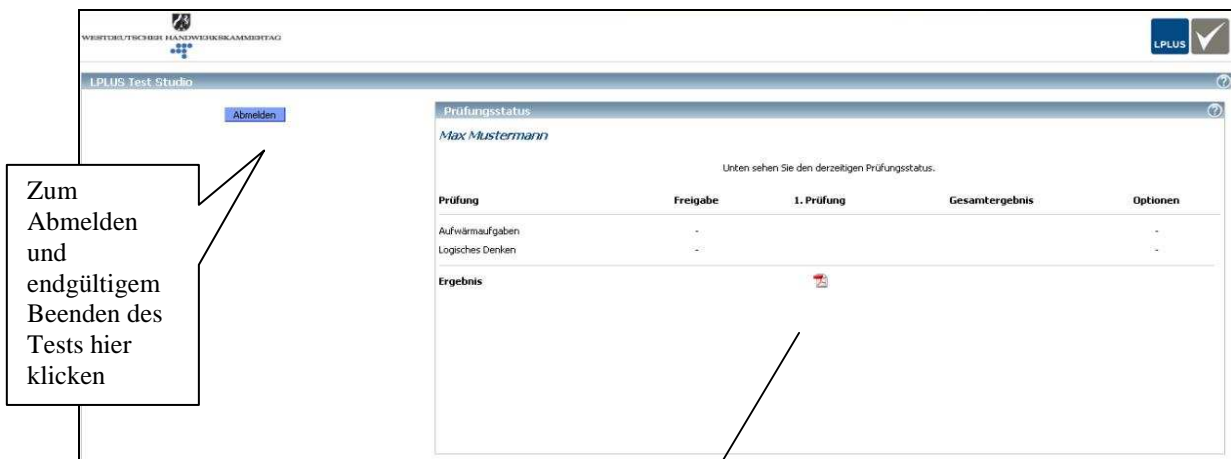 WESTDEUTSCHER HANDWERKSKAMMERTAG
LPLUS
LPLUS Test Studio
Abmelden
Prüfungsstatus
Max Mustermann
Unten sehen Sie den derzeitigen Prüfungsstatus.
Prüfung Freigabe 1. Prüfung Gesamtergebnis Optionen
Aufwärmaufgaben - -
Logisches Denken - -
Ergebnis
Zum
Abmelden
und
endgültigem
Beenden des
Tests hier
klicken